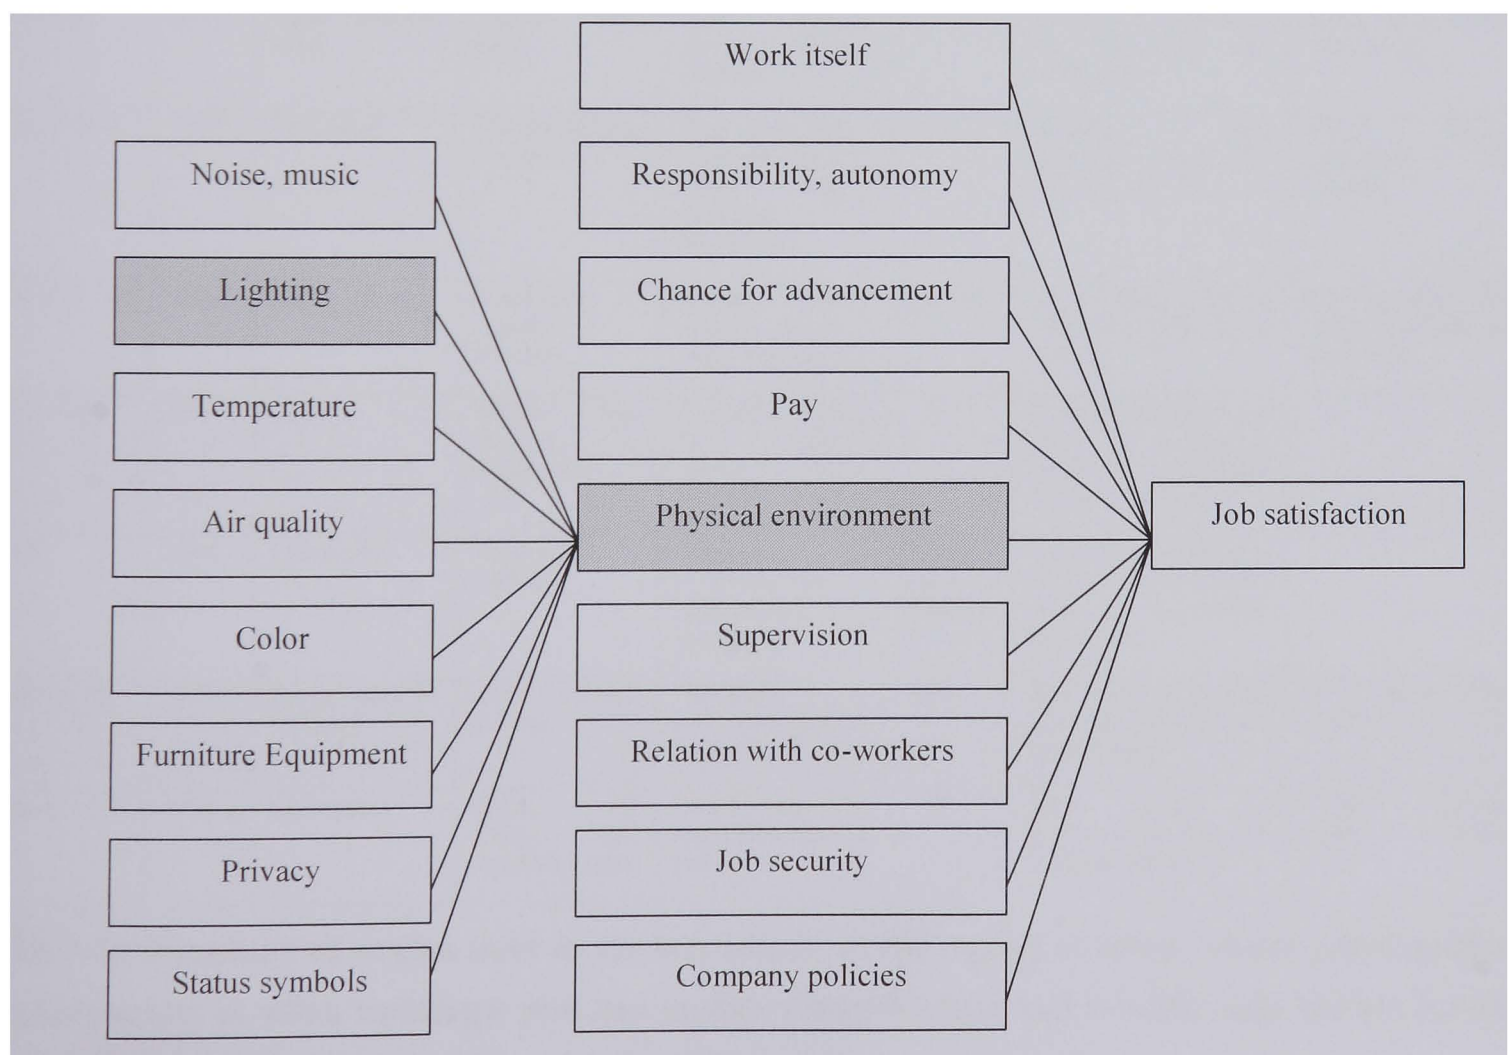 Work itself
Noise, music
Responsibility, autonomy
Lighting
Chance for advancement
Temperature
Pay
Air quality
Physical environment
Job satisfaction
Color
Supervision
Furniture Equipment
Relation with co-workers
Privacy
Job security
Status symbols
Company policies